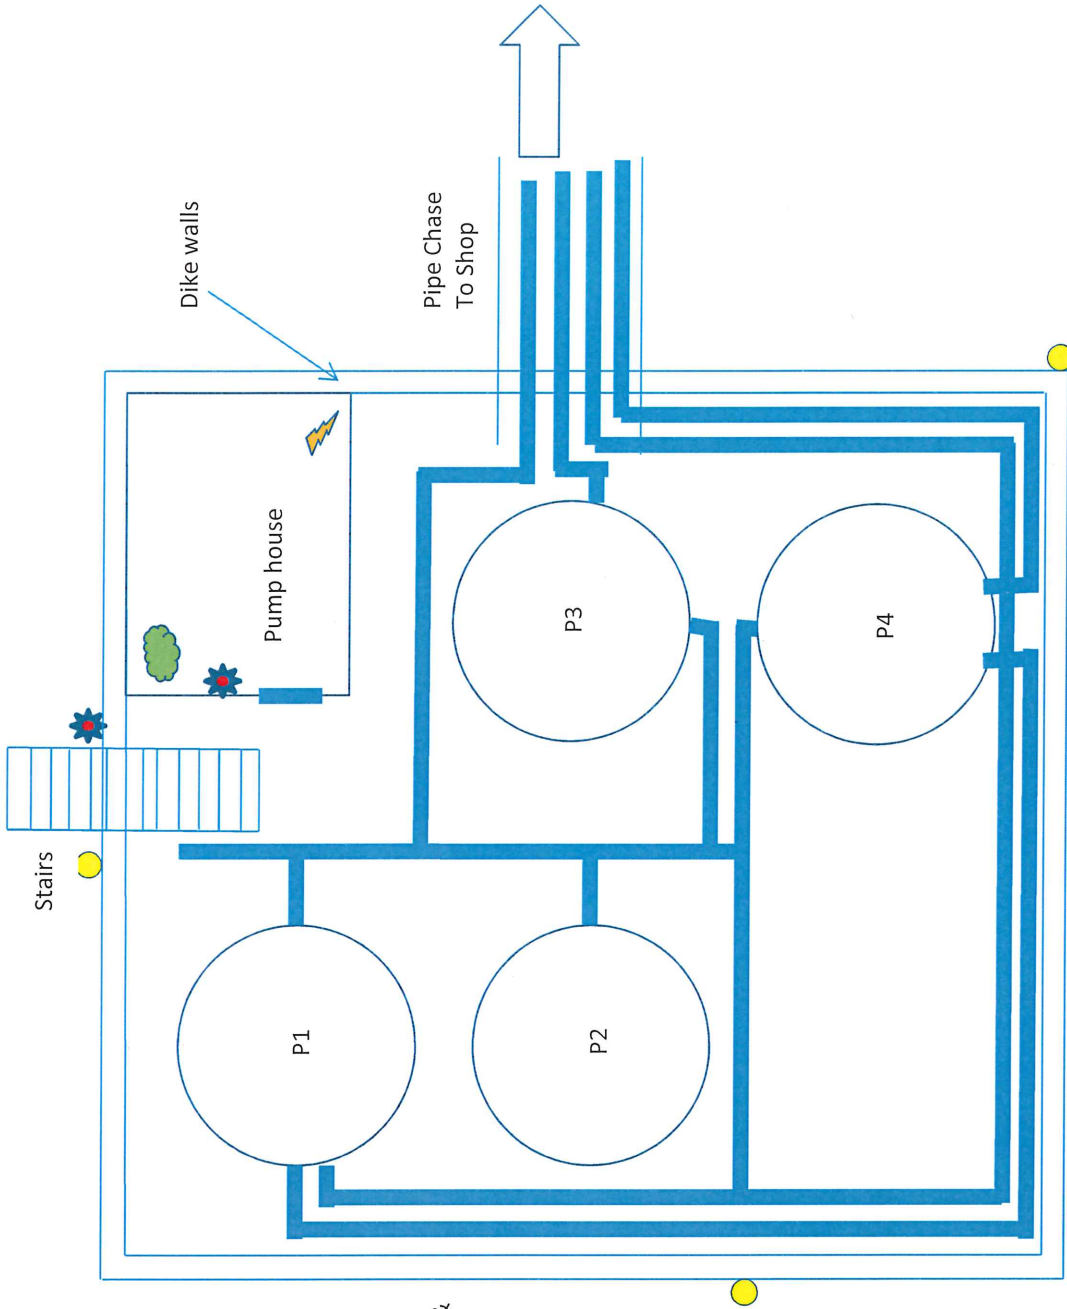 Stairs
Dike walls
Pipe Chase
To Shop
Pump house
P1
P2
P3
P4